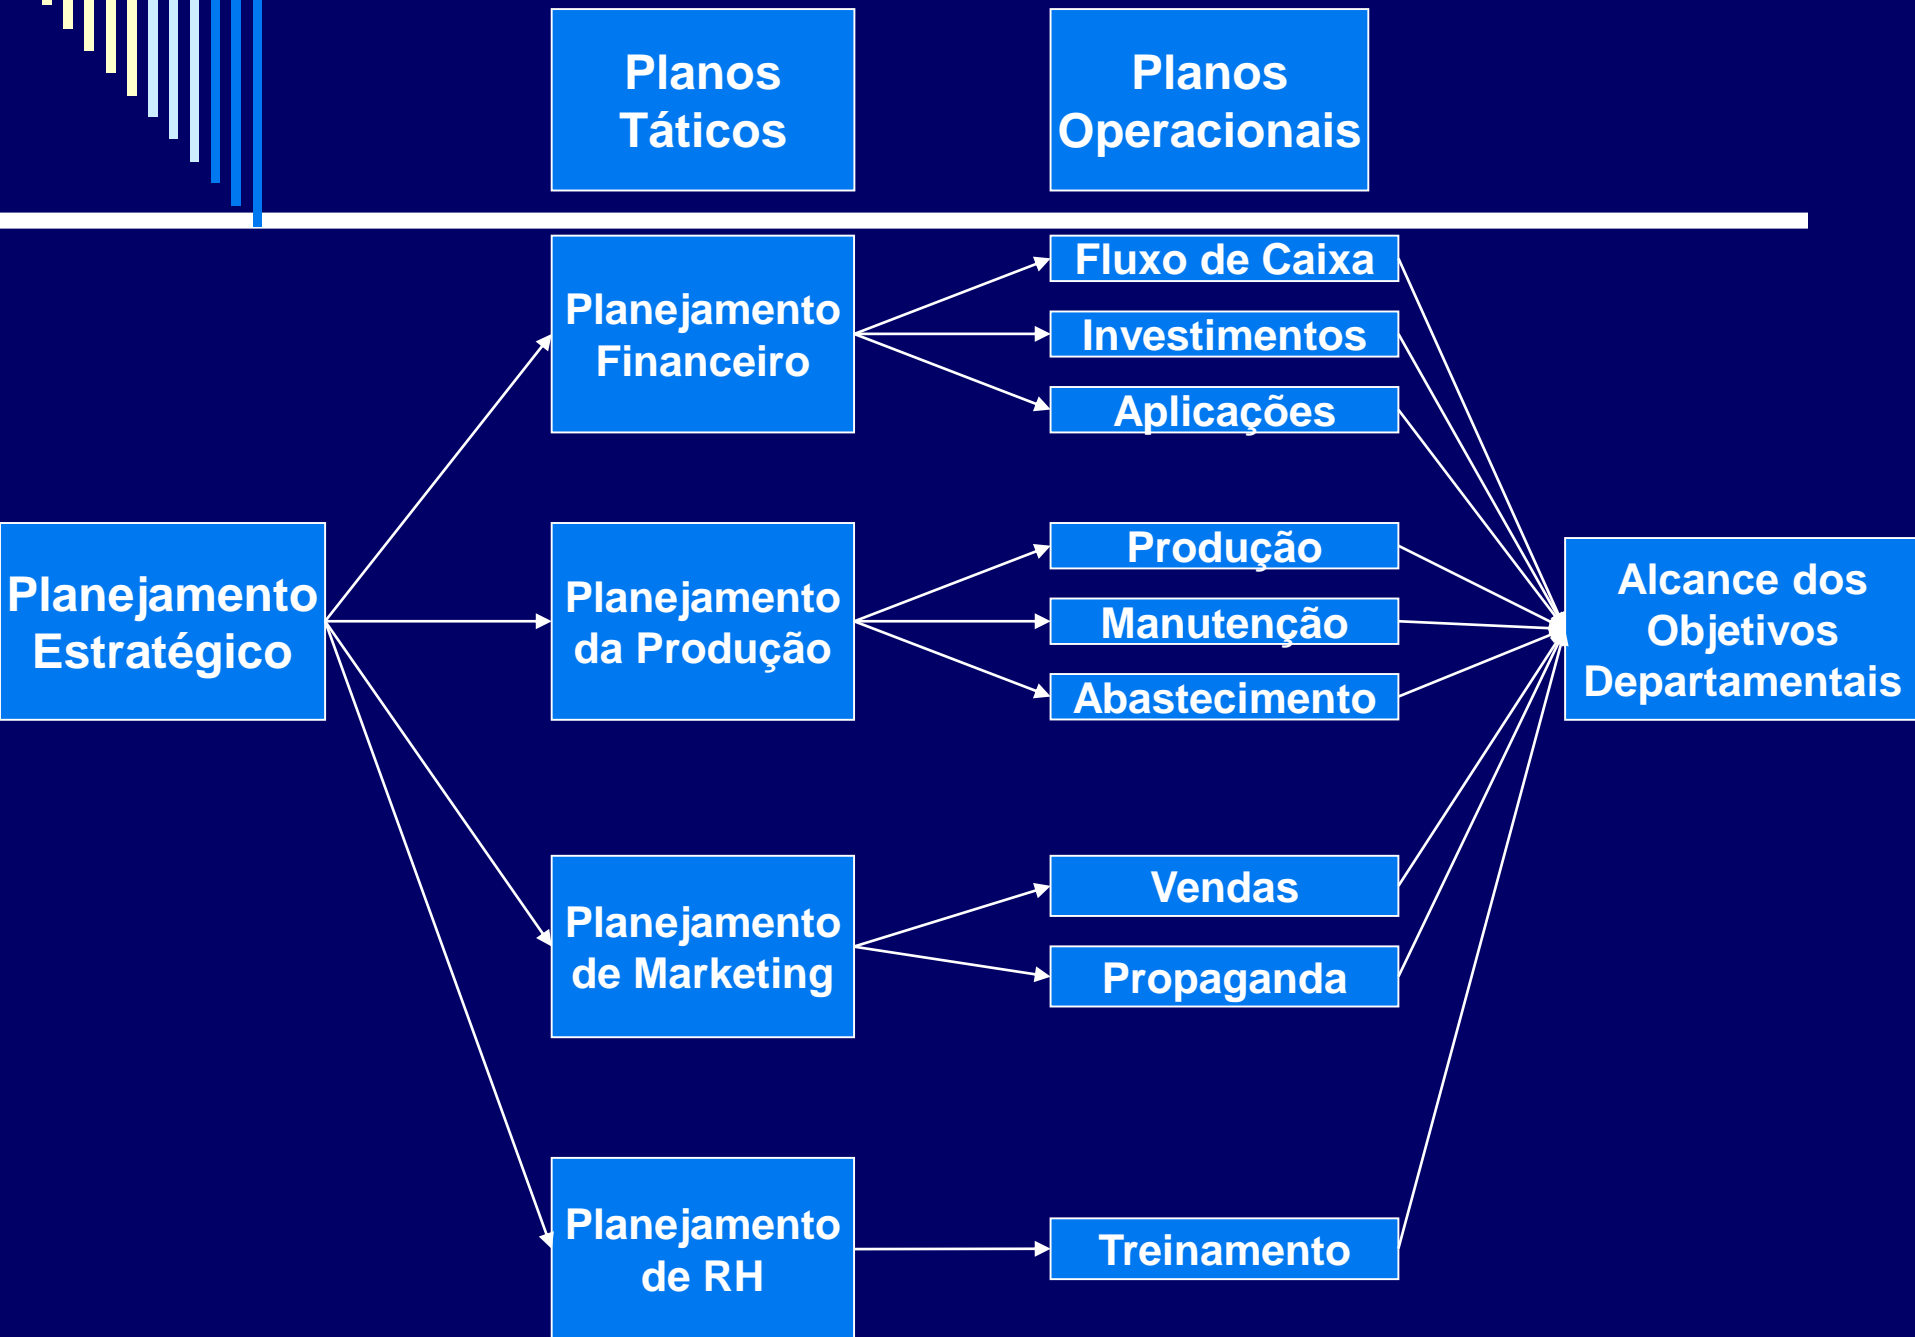 Planos
Táticos
Planos
Operacionais
Planejamento
Estratégico
Planejamento
Financeiro
Fluxo de Caixa
Investimentos
Aplicações
Planejamento
da Produção
Produção
Manutenção
Abastecimento
Planejamento
de Marketing
Vendas
Propaganda
Planejamento
de RH
Treinamento
Alcance dos
Objetivos
Departamentais